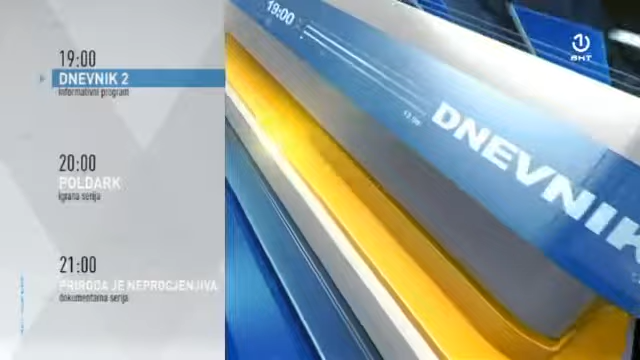 19:00
DNEVNIK 2
informativni program
20:00
POLDARK
igrana serija
21:00
PRIRODA JE NEPROCJENJIVA
dokumentarna serija
19:00
DNEVNIK
1
BHT